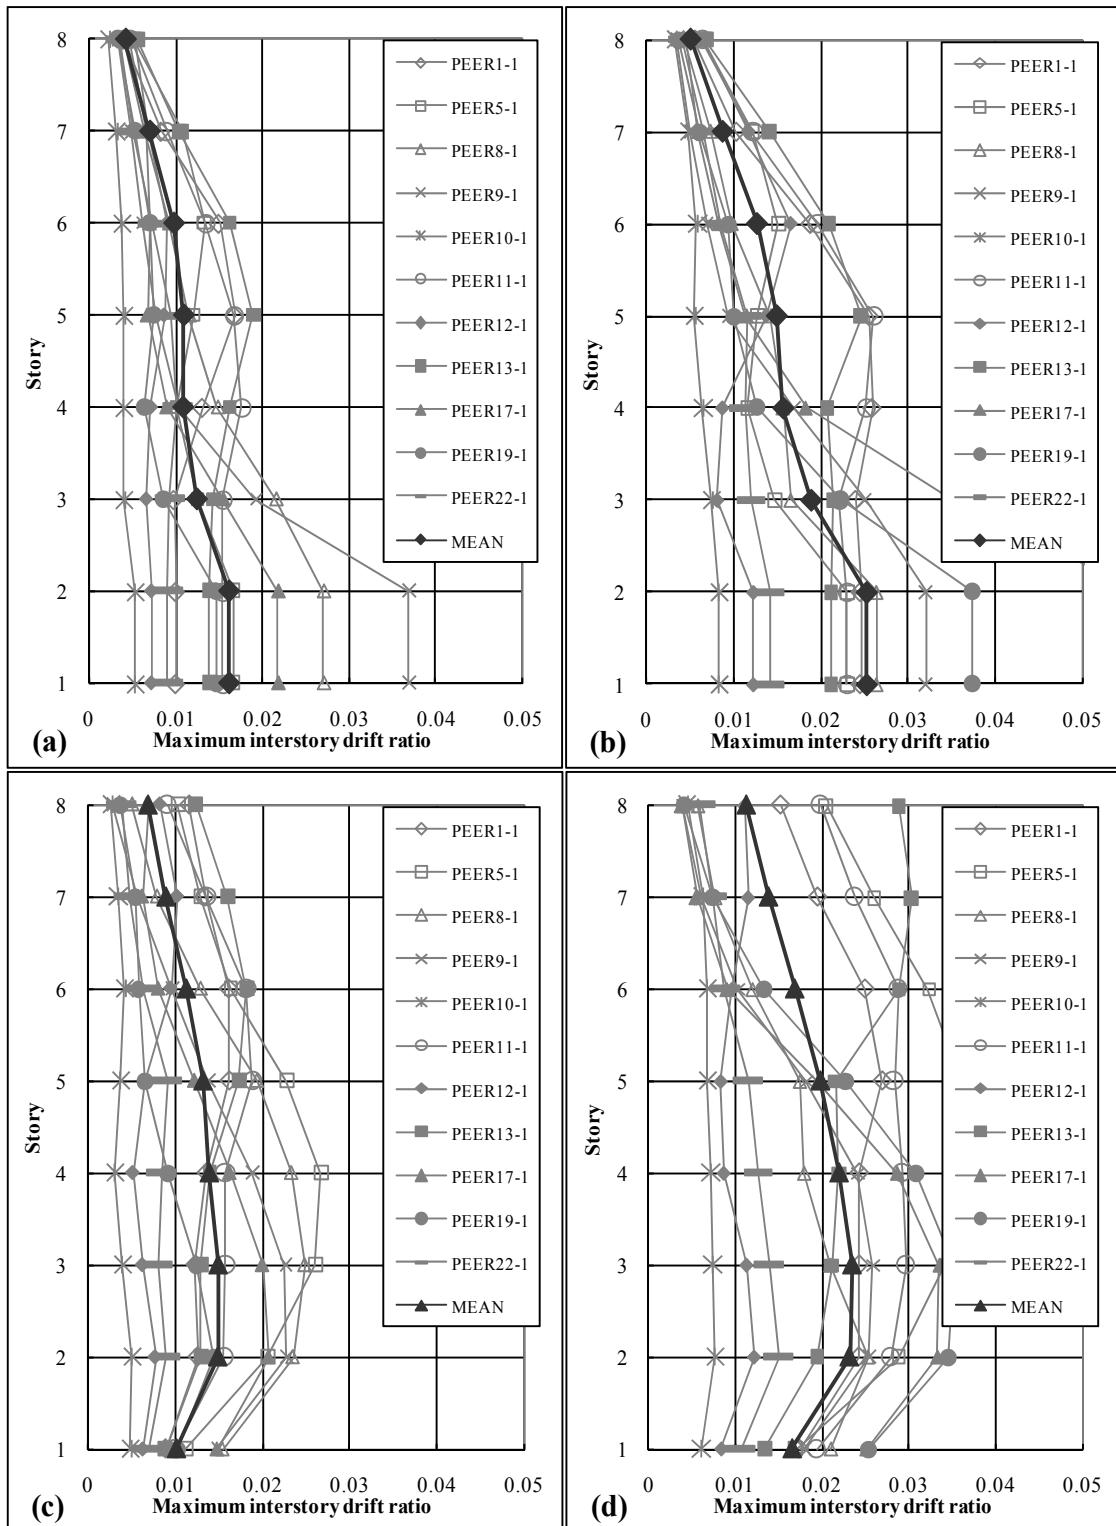 8
7
6
5
4
3
2
1
Story
0
0.01
0.02
0.03
0.04
0.05
Maximum interstory drift ratio
(a)
PEER1-1
PEER5-1
PEER8-1
PEER9-1
PEER10-1
PEER11-1
PEER12-1
PEER13-1
PEER17-1
PEER19-1
PEER22-1
MEAN
8
7
6
5
4
3
2
1
Story
0
0.01
0.02
0.03
0.04
0.05
Maximum interstory drift ratio
(b)
PEER1-1
PEER5-1
PEER8-1
PEER9-1
PEER10-1
PEER11-1
PEER12-1
PEER13-1
PEER17-1
PEER19-1
PEER22-1
MEAN
8
7
6
5
4
3
2
1
Story
0
0.01
0.02
0.03
0.04
0.05
Maximum interstory drift ratio
(c)
PEER1-1
PEER5-1
PEER8-1
PEER9-1
PEER10-1
PEER11-1
PEER12-1
PEER13-1
PEER17-1
PEER19-1
PEER22-1
MEAN
8
7
6
5
4
3
2
1
Story
0
0.01
0.02
0.03
0.04
0.05
Maximum interstory drift ratio
(d)
PEER1-1
PEER5-1
PEER8-1
PEER9-1
PEER10-1
PEER11-1
PEER12-1
PEER13-1
PEER17-1
PEER19-1
PEER22-1
MEAN